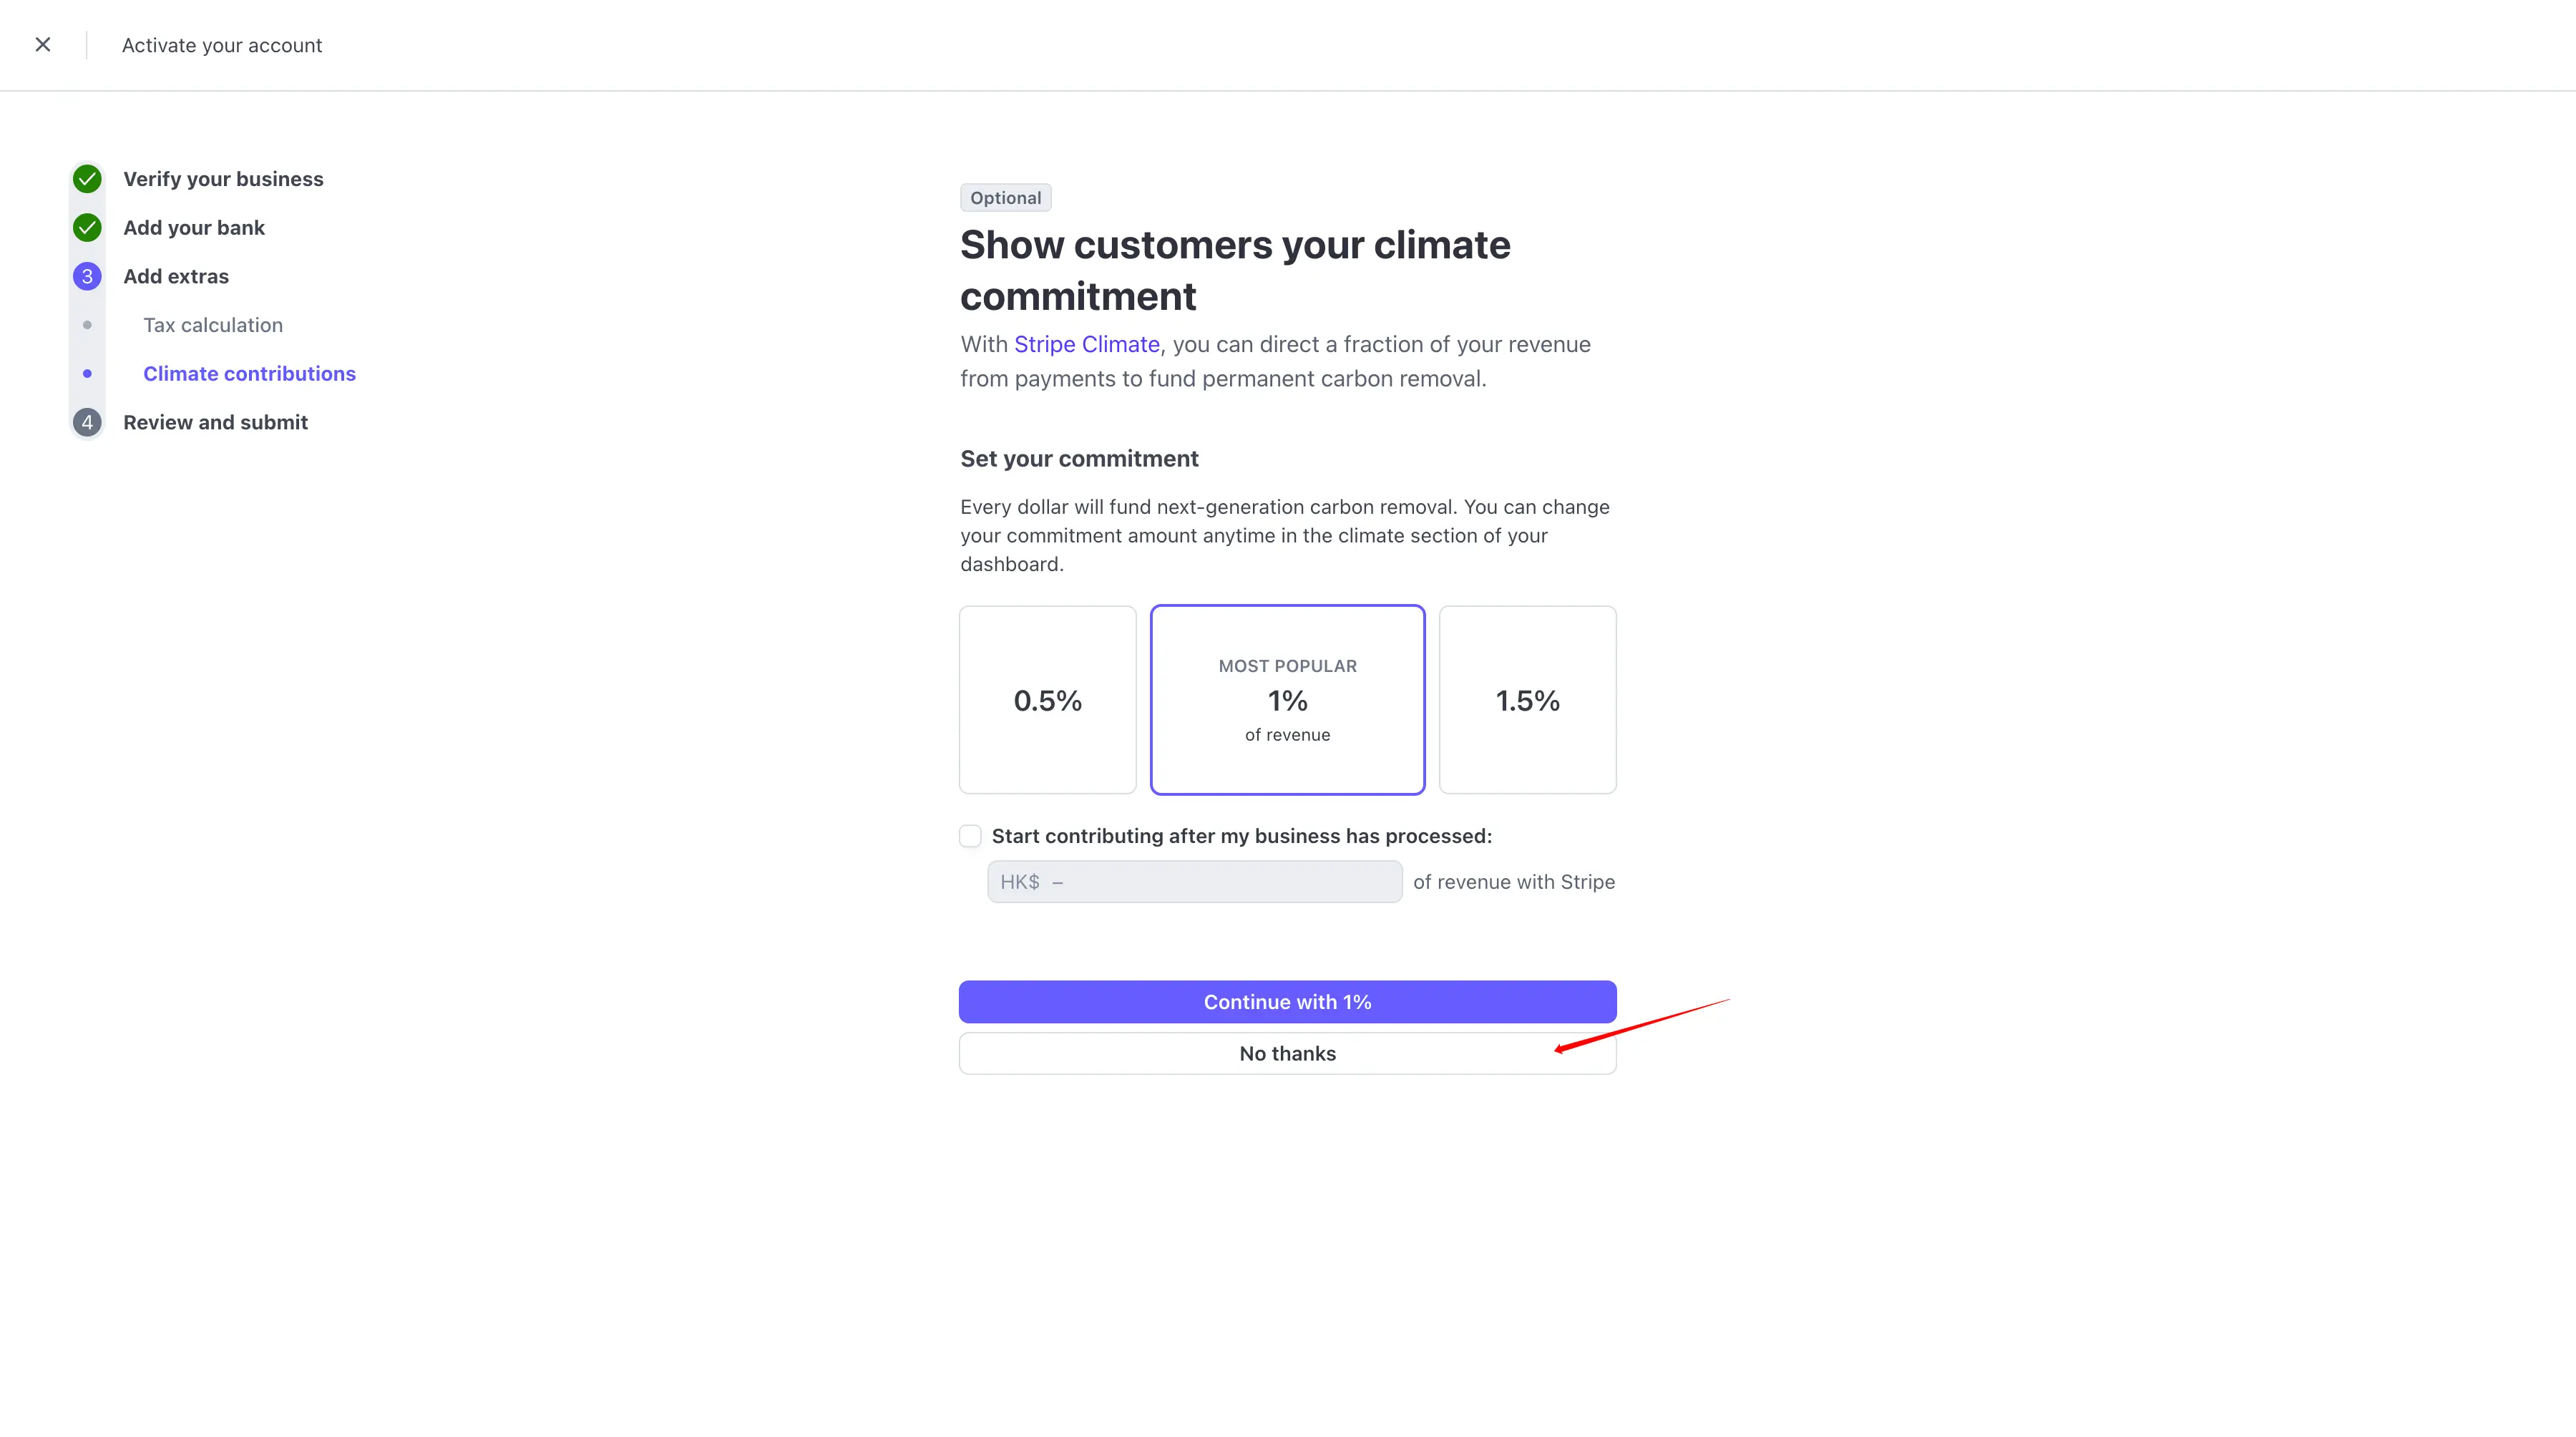 Activate your account
Verify your business
Add your bank
3 Add extras
Tax calculation
Climate contributions
4 Review and submit
Optional
Show customers your climate
commitment
With Stripe Climate, you can direct a fraction of your revenue
from payments to fund permanent carbon removal.
Set your commitment
Every dollar will fund next-generation carbon removal. You can change
your commitment amount anytime in the climate section of your
dashboard.
0.5%
MOST POPULAR
1%
of revenue
1.5%
Start contributing after my business has processed:
HK$ – of revenue with Stripe
Continue with 1%
No thanks